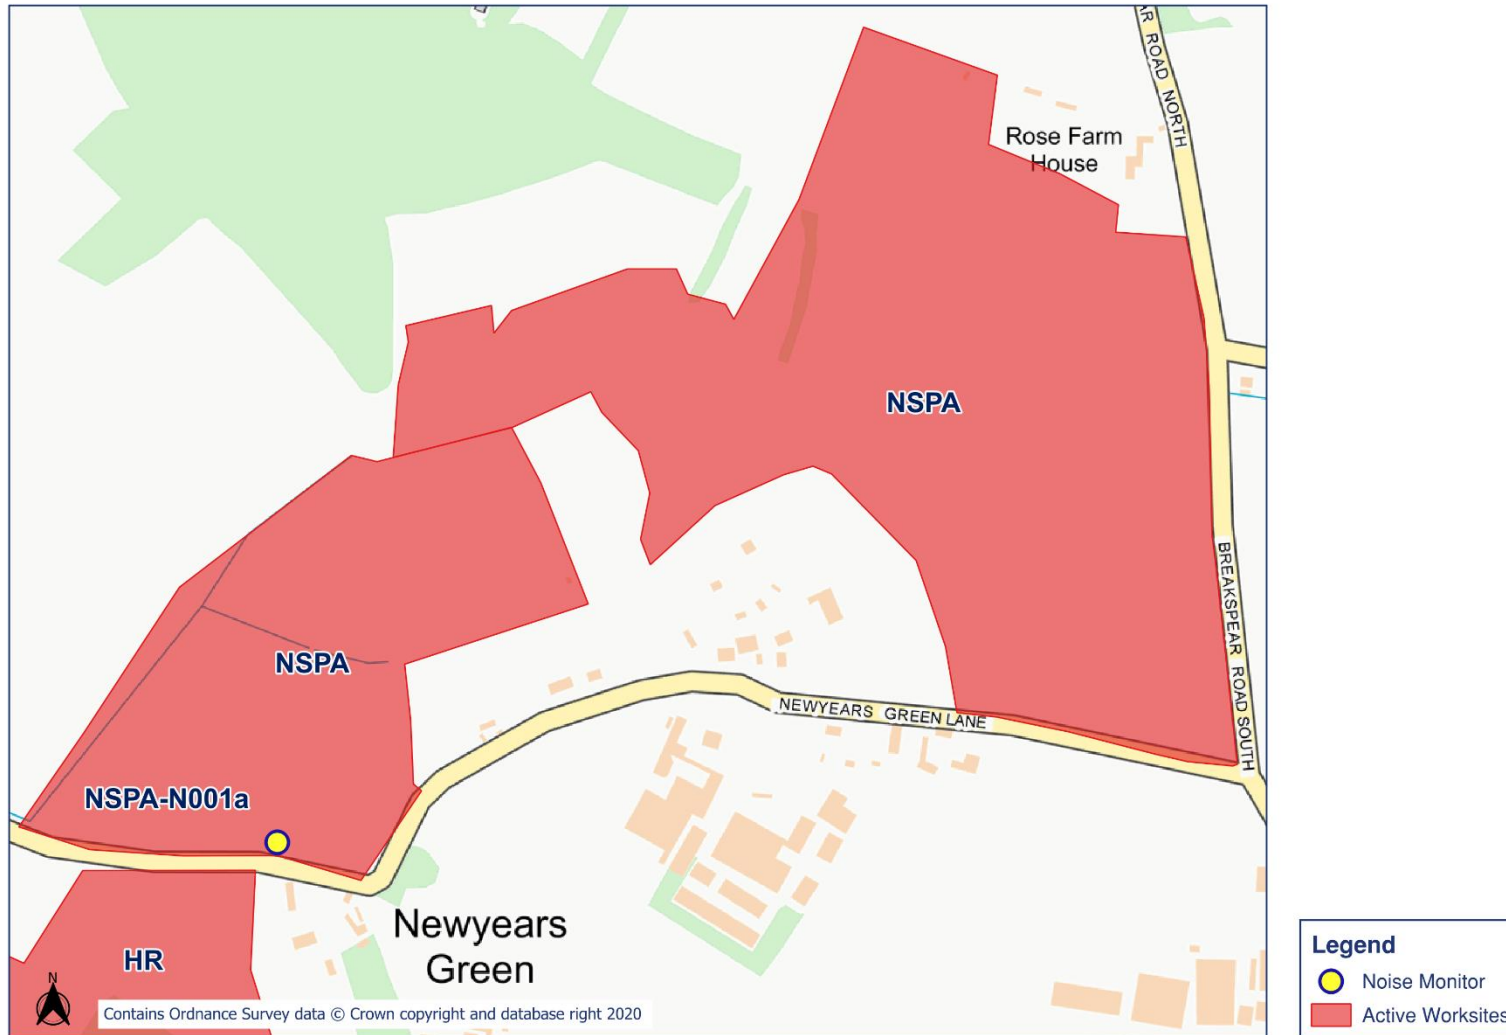 AR ROAD NORTH
Rose Farm
House
NSPA
BREAKSPEAR ROAD SOUTH
NSPA
NEWYEARS GREEN LANE
NSPA-N001a
Newyears
Green
HR
N
Contains Ordnance Survey data © Crown copyright and database right 2020
Legend
Noise Monitor
Active Worksites